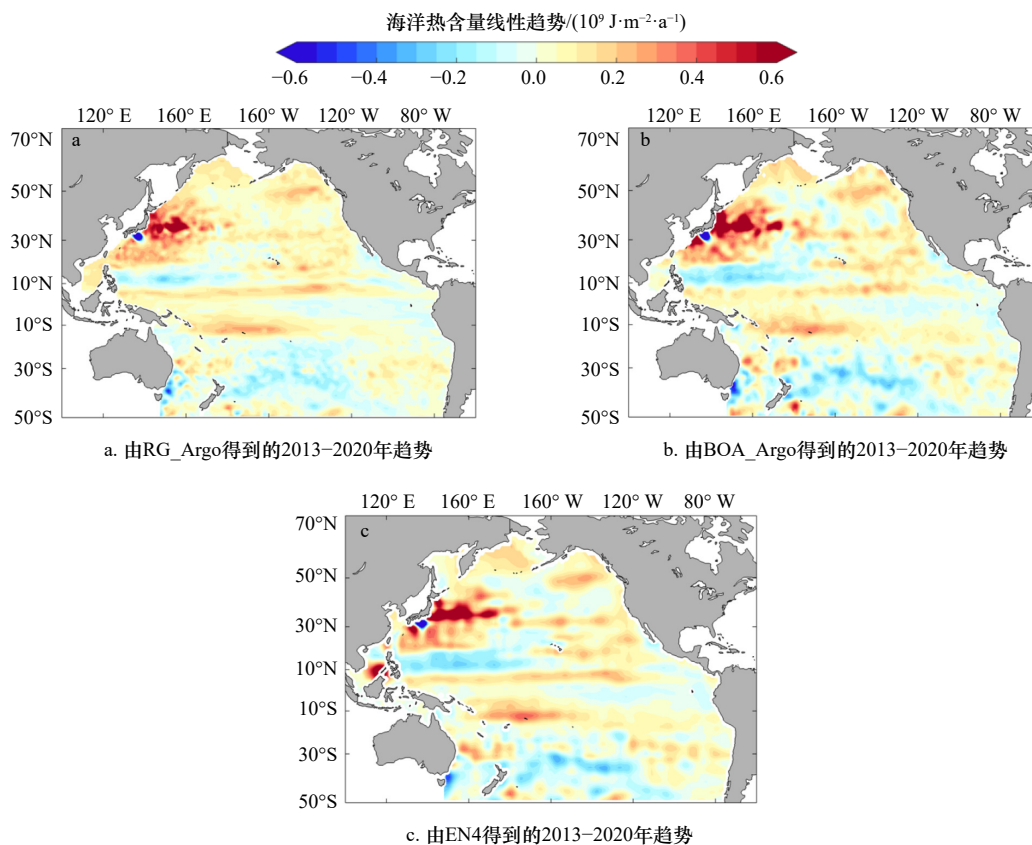 海洋热含量线性趋势/(10⁹ J·m⁻²·a⁻¹)
−0.6 −0.4 −0.2 0.0 0.2 0.4 0.6
120° E 160° E 160° W 120° W 80° W
120° E 160° E 160° W 120° W 80° W
70°N
50°N
30°N
10°N
10°S
30°S
50°S
a
70°N
50°N
30°N
10°N
10°S
30°S
50°S
b
a. 由RG_Argo得到的2013−2020年趋势
b. 由BOA_Argo得到的2013−2020年趋势
120° E 160° E 160° W 120° W 80° W
70°N
50°N
30°N
10°N
10°S
30°S
50°S
c
c. 由EN4得到的2013−2020年趋势